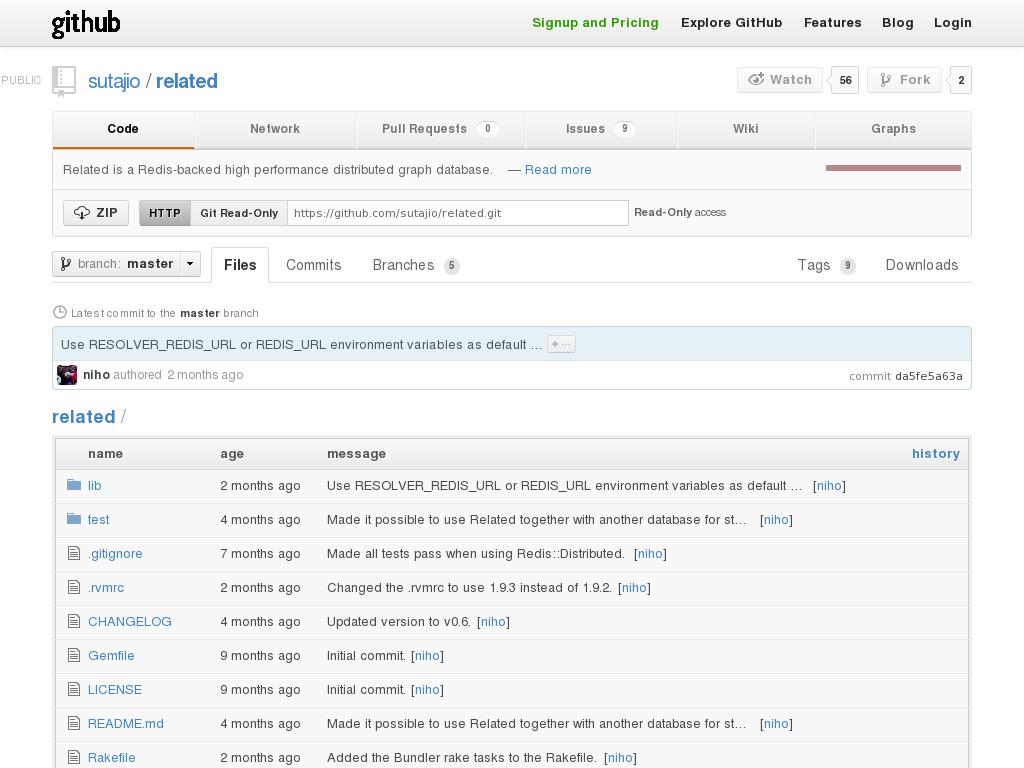 github
Signup and Pricing Explore GitHub Features Blog Login
PUBLIC sutajio / related Watch 56 Fork 2
Code Network Pull Requests 0 Issues 9 Wiki Graphs
Related is a Redis-backed high performance distributed graph database. — Read more
ZIP HTTP Git Read-Only https://github.com/sutajio/related.git Read-Only access
branch: master Files Commits Branches 5 Tags 9 Downloads
Latest commit to the master branch
Use RESOLVER_REDIS_URL or REDIS_URL environment variables as default … + ···
niho authored 2 months ago commit da5fe5a63a
related /
name age message history
lib 2 months ago Use RESOLVER_REDIS_URL or REDIS_URL environment variables as default … [niho]
test 4 months ago Made it possible to use Related together with another database for st… [niho]
.gitignore 7 months ago Made all tests pass when using Redis::Distributed. [niho]
.rvmrc 2 months ago Changed the .rvmrc to use 1.9.3 instead of 1.9.2. [niho]
CHANGELOG 4 months ago Updated version to v0.6. [niho]
Gemfile 9 months ago Initial commit. [niho]
LICENSE 9 months ago Initial commit. [niho]
README.md 4 months ago Made it possible to use Related together with another database for st… [niho]
Rakefile 2 months ago Added the Bundler rake tasks to the Rakefile. [niho]